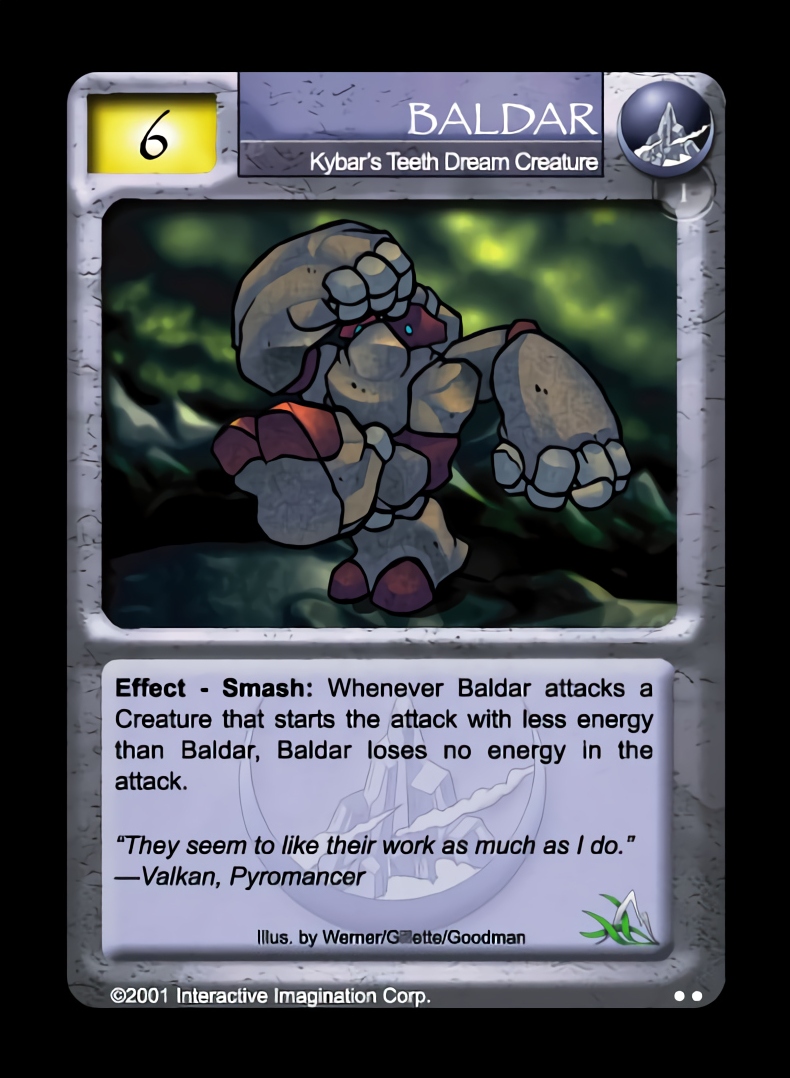 6
BALDAR
Kybar's Teeth Dream Creature
1
Effect - Smash: Whenever Baldar attacks a
Creature that starts the attack with less energy
than Baldar, Baldar loses no energy in the
attack.
"They seem to like their work as much as I do."
—Valkan, Pyromancer
Illus. by Werner/ /Goodman
©2001 Interactive Imagination Corp.